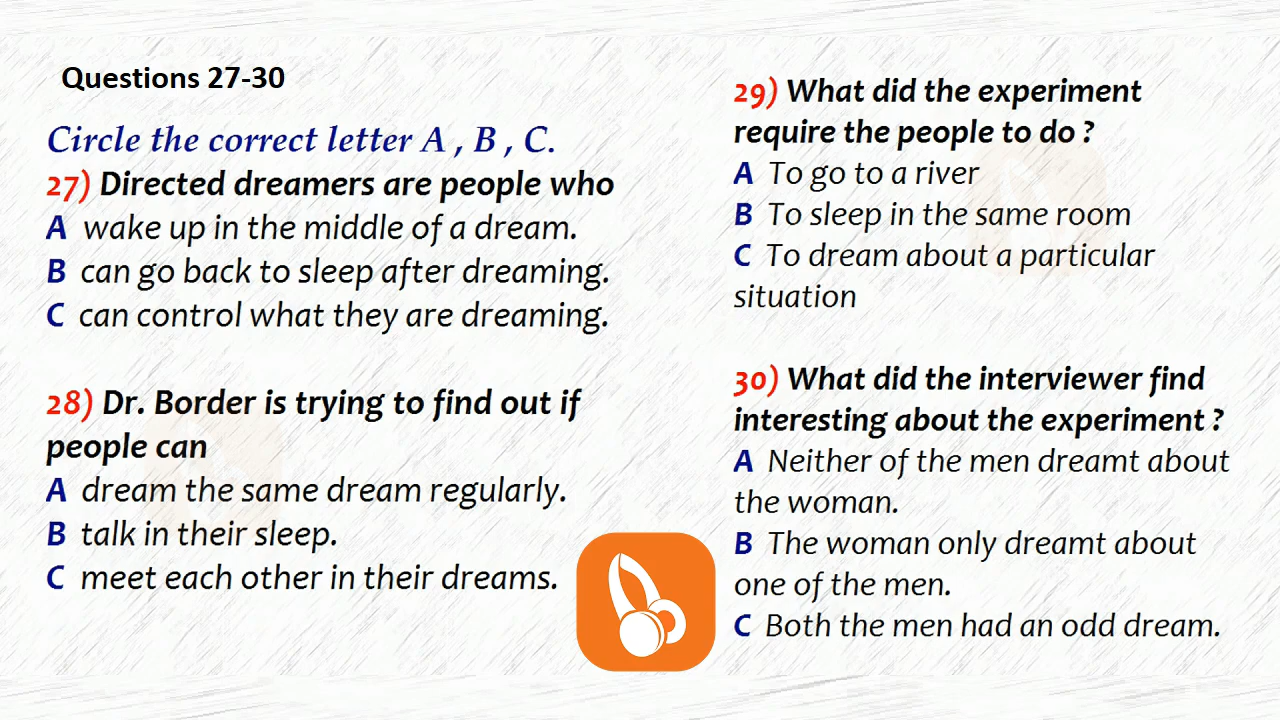 Questions 27-30
Circle the correct letter A , B , C.
27) Directed dreamers are people who
A wake up in the middle of a dream.
B can go back to sleep after dreaming.
C can control what they are dreaming.
28) Dr. Border is trying to find out if
people can
A dream the same dream regularly.
B talk in their sleep.
C meet each other in their dreams.
29) What did the experiment
require the people to do ?
A To go to a river
B To sleep in the same room
C To dream about a particular
situation
30) What did the interviewer find
interesting about the experiment ?
A Neither of the men dreamt about
the woman.
B The woman only dreamt about
one of the men.
C Both the men had an odd dream.